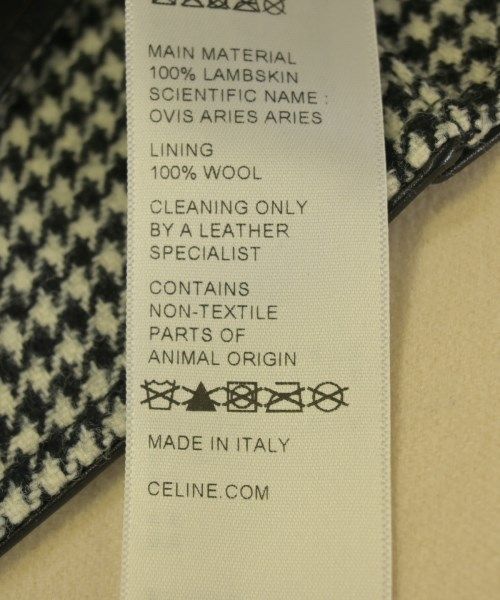 MAIN MATERIAL
100% LAMBSKIN
SCIENTIFIC NAME :
OVIS ARIES ARIES
LINING
100% WOOL
CLEANING ONLY
BY A LEATHER
SPECIALIST
CONTAINS
NON-TEXTILE
PARTS OF
ANIMAL ORIGIN
MADE IN ITALY
CELINE.COM